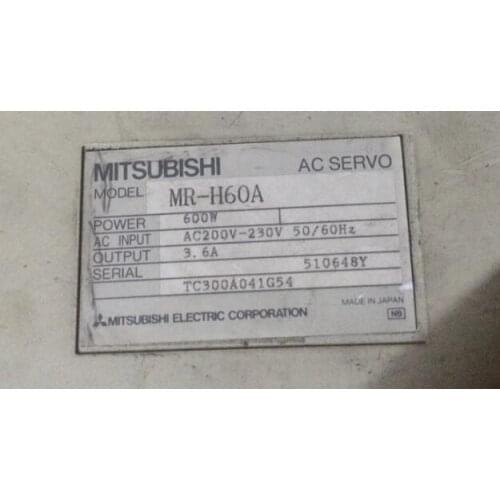 MITSUBISHI AC SERVO
MODEL MR-H60A
POWER 600W
AC INPUT AC200V-230V 50/60Hz
OUTPUT 3.6A
SERIAL 510648Y
TC300A041G54
MADE IN JAPAN
MITSUBISHI ELECTRIC CORPORATION NB